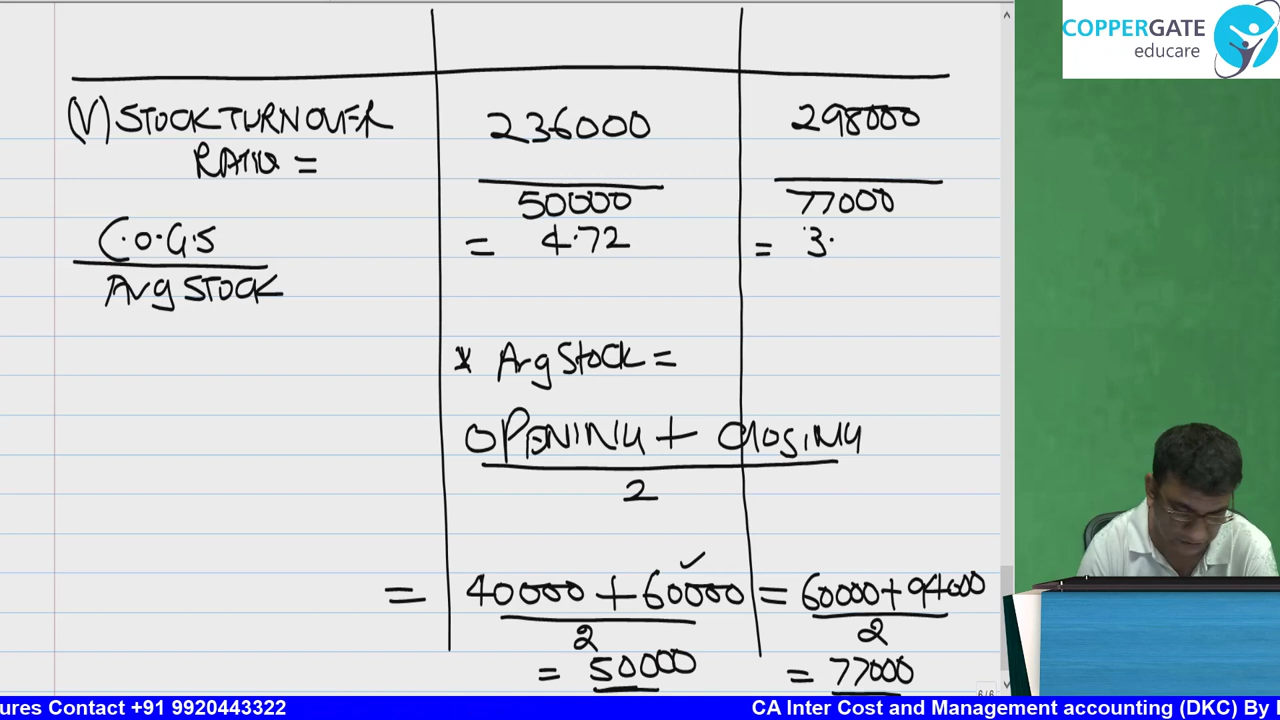 COPPERGATE
educare
(V) STOCK TURNOVER
RATIO =
C.O.G.S
Avg STOCK
236000
50000
= 4.72
298000
77000
= 3.
* Avg Stock =
OPENING + CLOSING
2
= 40000 + 60000
2
= 50000
= 60000 + 94000
2
= 77000
6/6
ures Contact +91 9920443322
CA Inter Cost and Management accounting (DKC) By